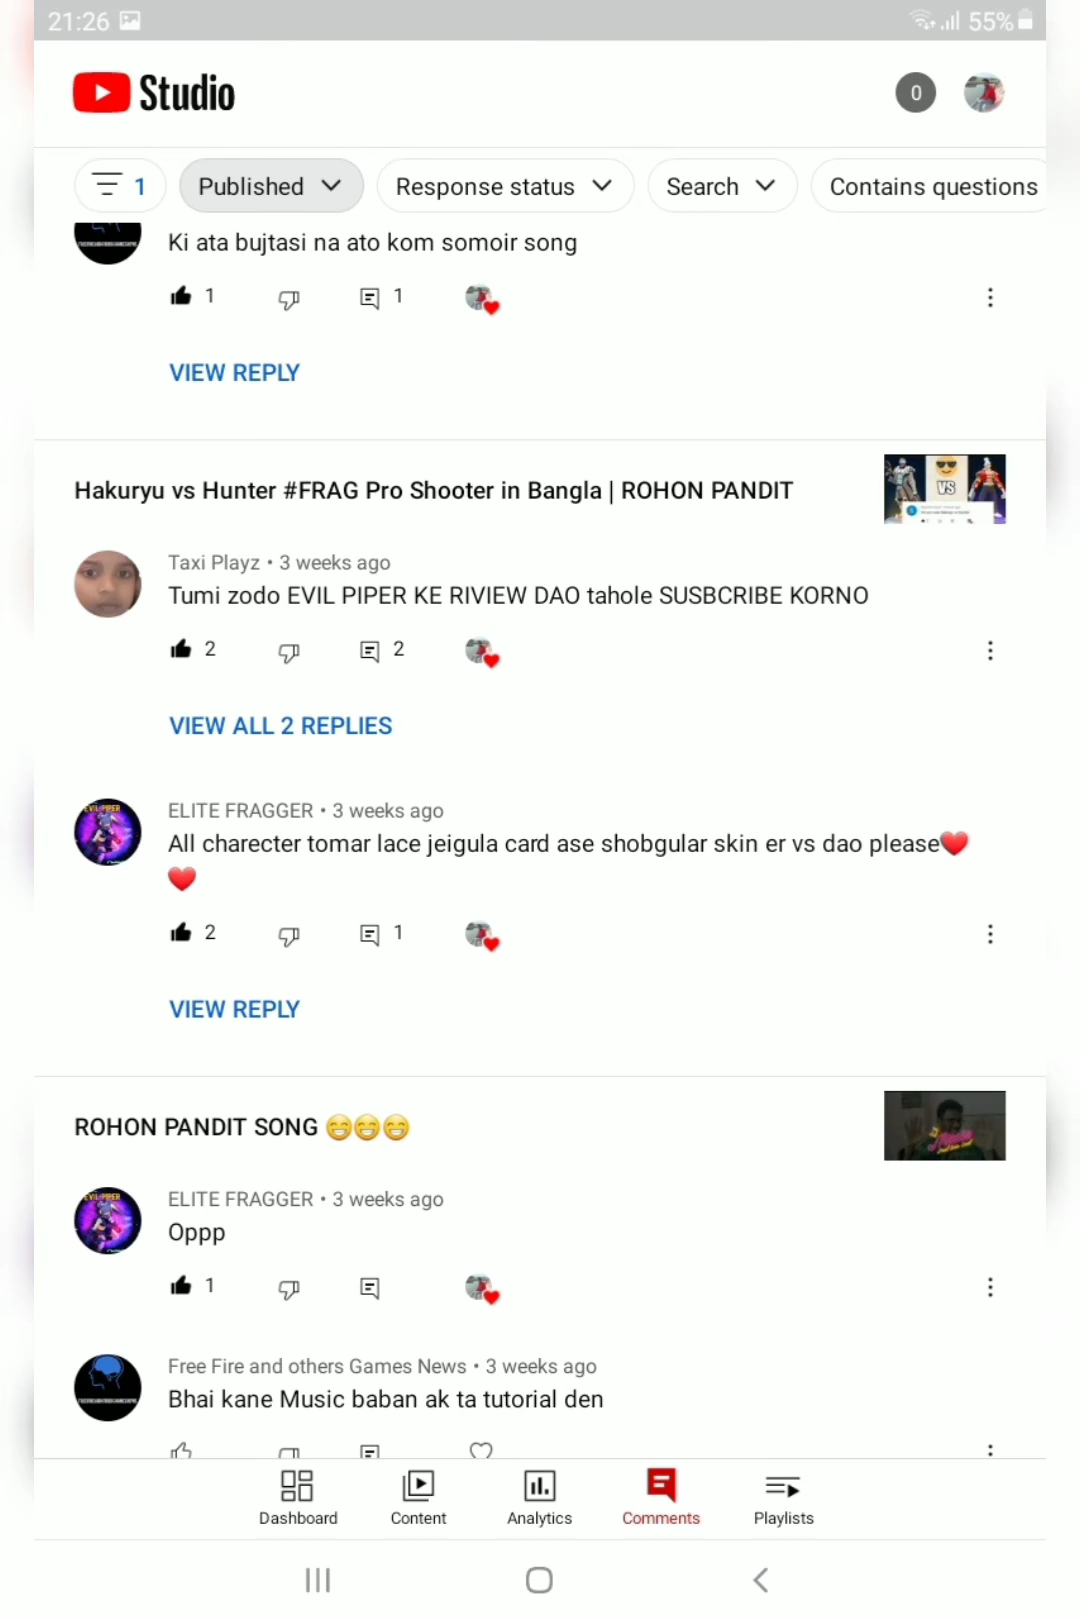 21:26
55%
Studio
0
1
Published
Response status
Search
Contains questions
Ki ata bujtasi na ato kom somoir song
1
1
VIEW REPLY
Hakuryu vs Hunter #FRAG Pro Shooter in Bangla | ROHON PANDIT
VS
Taxi Playz • 3 weeks ago
Tumi zodo EVIL PIPER KE RIVIEW DAO tahole SUSBCRIBE KORNO
2
2
VIEW ALL 2 REPLIES
EVIL PIPER
ELITE FRAGGER • 3 weeks ago
All charecter tomar lace jeigula card ase shobgular skin er vs dao please❤️
❤️
2
1
VIEW REPLY
ROHON PANDIT SONG 😁😁😁
EVIL PIPER
ELITE FRAGGER • 3 weeks ago
Oppp
1
Free Fire and others Games News • 3 weeks ago
Bhai kane Music baban ak ta tutorial den
Dashboard
Content
Analytics
Comments
Playlists